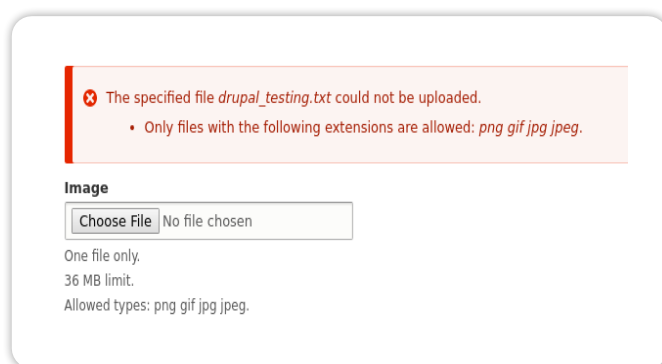 The specified file drupal_testing.txt could not be uploaded.
• Only files with the following extensions are allowed: png gif jpg jpeg.
Image
Choose File No file chosen
One file only.
36 MB limit.
Allowed types: png gif jpg jpeg.